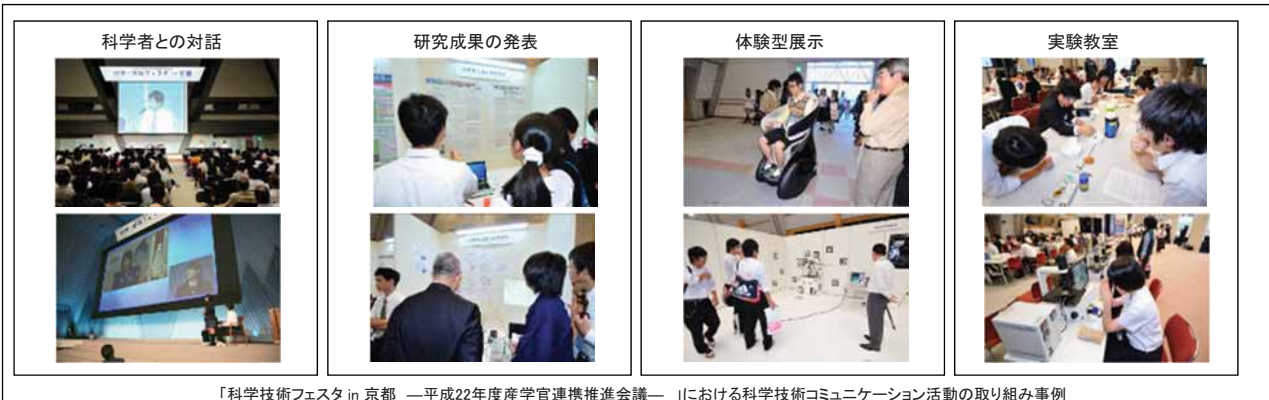 科学者との対話
研究成果の発表
体験型展示
実験教室
「科学技術フェスタ in 京都 ―平成22年度産学官連携推進会議― 」における科学技術コミュニケーション活動の取り組み事例